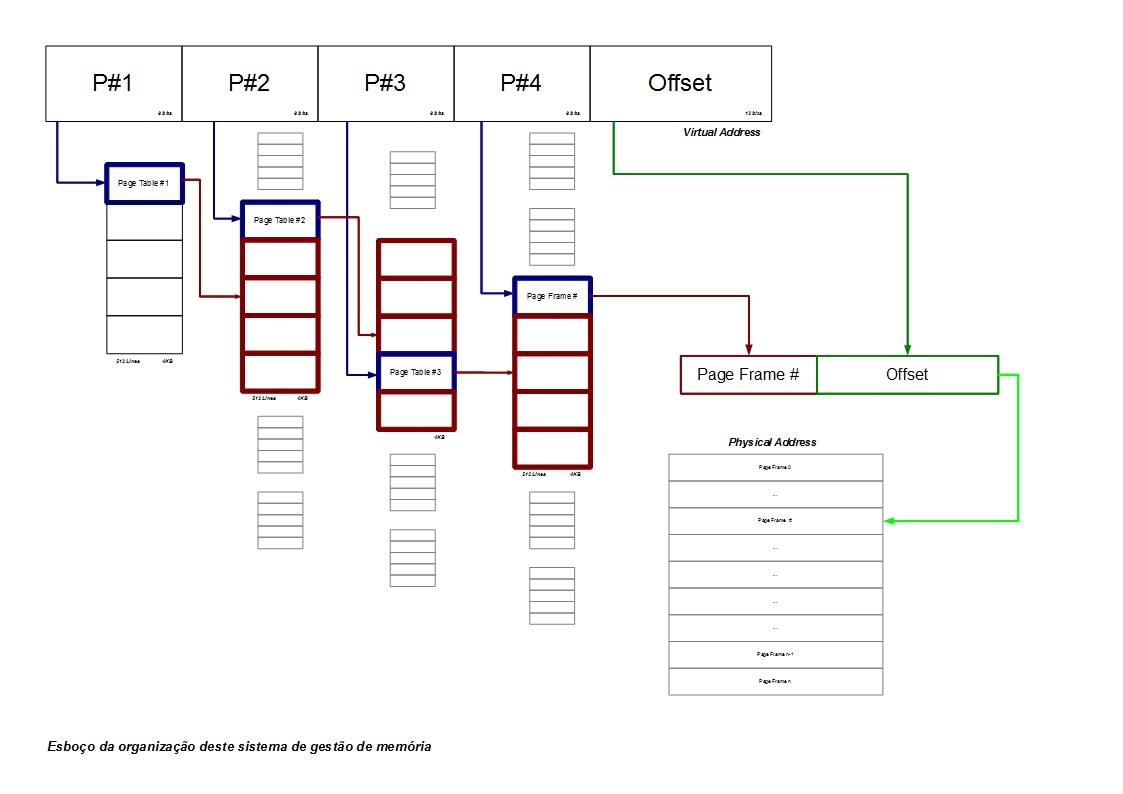 P#1
P#2
P#3
P#4
Offset
9 bits
9 bits
9 bits
9 bits
12 bits
Virtual Address
Page Table #1
Page Table #2
Page Table #3
Page Frame #
512 Lines 4KB
512 Lines 4KB
4KB
512 Lines 4KB
Page Frame #
Offset
Physical Address
Page Frame 0
...
Page Frame #
...
...
...
...
Page Frame n-1
Page Frame n
Esboço da organização deste sistema de gestão de memória